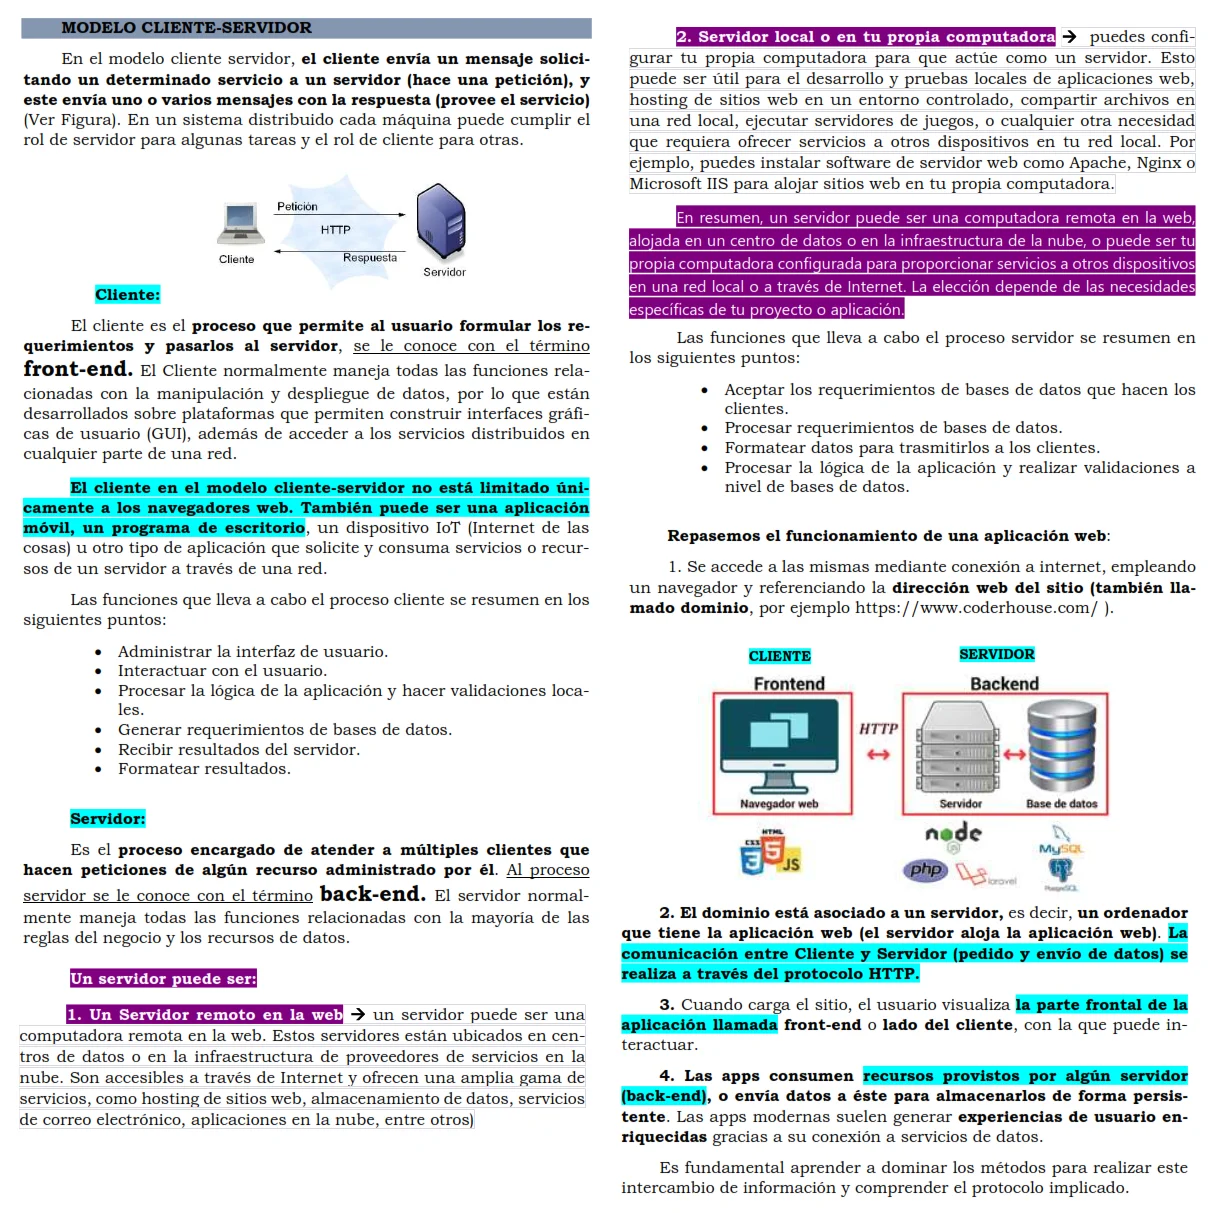 MODELO CLIENTE-SERVIDOR
En el modelo cliente servidor, el cliente envía un mensaje solici-
tando un determinado servicio a un servidor (hace una petición), y
este envía uno o varios mensajes con la respuesta (provee el servicio)
(Ver Figura). En un sistema distribuido cada máquina puede cumplir el
rol de servidor para algunas tareas y el rol de cliente para otras.
Petición
HTTP
Respuesta
Cliente
Servidor
Cliente:
El cliente es el proceso que permite al usuario formular los re-
querimientos y pasarlos al servidor, se le conoce con el término
front-end. El Cliente normalmente maneja todas las funciones rela-
cionadas con la manipulación y despliegue de datos, por lo que están
desarrollados sobre plataformas que permiten construir interfaces gráfi-
cas de usuario (GUI), además de acceder a los servicios distribuidos en
cualquier parte de una red.
El cliente en el modelo cliente-servidor no está limitado úni-
camente a los navegadores web. También puede ser una aplicación
móvil, un programa de escritorio, un dispositivo IoT (Internet de las
cosas) u otro tipo de aplicación que solicite y consuma servicios o recur-
sos de un servidor a través de una red.
Las funciones que lleva a cabo el proceso cliente se resumen en los
siguientes puntos:
• Administrar la interfaz de usuario.
• Interactuar con el usuario.
• Procesar la lógica de la aplicación y hacer validaciones loca-
les.
• Generar requerimientos de bases de datos.
• Recibir resultados del servidor.
• Formatear resultados.
Servidor:
Es el proceso encargado de atender a múltiples clientes que
hacen peticiones de algún recurso administrado por él. Al proceso
servidor se le conoce con el término back-end. El servidor normal-
mente maneja todas las funciones relacionadas con la mayoría de las
reglas del negocio y los recursos de datos.
Un servidor puede ser:
1. Un Servidor remoto en la web → un servidor puede ser una
computadora remota en la web. Estos servidores están ubicados en cen-
tros de datos o en la infraestructura de proveedores de servicios en la
nube. Son accesibles a través de Internet y ofrecen una amplia gama de
servicios, como hosting de sitios web, almacenamiento de datos, servicios
de correo electrónico, aplicaciones en la nube, entre otros)
2. Servidor local o en tu propia computadora → puedes confi-
gurar tu propia computadora para que actúe como un servidor. Esto
puede ser útil para el desarrollo y pruebas locales de aplicaciones web,
hosting de sitios web en un entorno controlado, compartir archivos en
una red local, ejecutar servidores de juegos, o cualquier otra necesidad
que requiera ofrecer servicios a otros dispositivos en tu red local. Por
ejemplo, puedes instalar software de servidor web como Apache, Nginx o
Microsoft IIS para alojar sitios web en tu propia computadora.
En resumen, un servidor puede ser una computadora remota en la web,
alojada en un centro de datos o en la infraestructura de la nube, o puede ser tu
propia computadora configurada para proporcionar servicios a otros dispositivos
en una red local o a través de Internet. La elección depende de las necesidades
específicas de tu proyecto o aplicación.
Las funciones que lleva a cabo el proceso servidor se resumen en
los siguientes puntos:
• Aceptar los requerimientos de bases de datos que hacen los
clientes.
• Procesar requerimientos de bases de datos.
• Formatear datos para trasmitirlos a los clientes.
• Procesar la lógica de la aplicación y realizar validaciones a
nivel de bases de datos.
Repasemos el funcionamiento de una aplicación web:
1. Se accede a las mismas mediante conexión a internet, empleando
un navegador y referenciando la dirección web del sitio (también lla-
mado dominio, por ejemplo https://www.coderhouse.com/ ).
CLIENTE SERVIDOR
Frontend Backend
HTTP
Navegador web Servidor Base de datos
CSS HTML
3 5 JS
node
JS
MySQL
php
laravel
PostgreSQL
2. El dominio está asociado a un servidor, es decir, un ordenador
que tiene la aplicación web (el servidor aloja la aplicación web). La
comunicación entre Cliente y Servidor (pedido y envío de datos) se
realiza a través del protocolo HTTP.
3. Cuando carga el sitio, el usuario visualiza la parte frontal de la
aplicación llamada front-end o lado del cliente, con la que puede in-
teractuar.
4. Las apps consumen recursos provistos por algún servidor
(back-end), o envía datos a éste para almacenarlos de forma persis-
tente. Las apps modernas suelen generar experiencias de usuario en-
riquecidas gracias a su conexión a servicios de datos.
Es fundamental aprender a dominar los métodos para realizar este
intercambio de información y comprender el protocolo implicado.